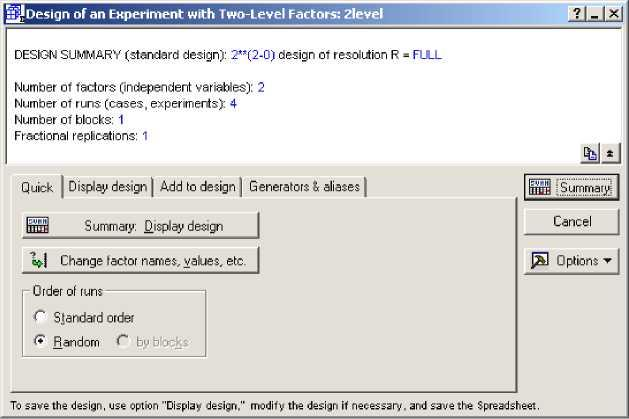 Design of an Experiment with Two-Level Factors: 2level
DESIGN SUMMARY (standard design): 2**(2-0) design of resolution R = FULL
Number of factors (independent variables): 2
Number of runs (cases, experiments): 4
Number of blocks: 1
Fractional replications: 1
Quick
Display design
Add to design
Generators & aliases
Summary
Summary: Display design
Cancel
Change factor names, values, etc.
Options
Order of runs
Standard order
Random
by blocks
To save the design, use option "Display design," modify the design if necessary, and save the Spreadsheet.